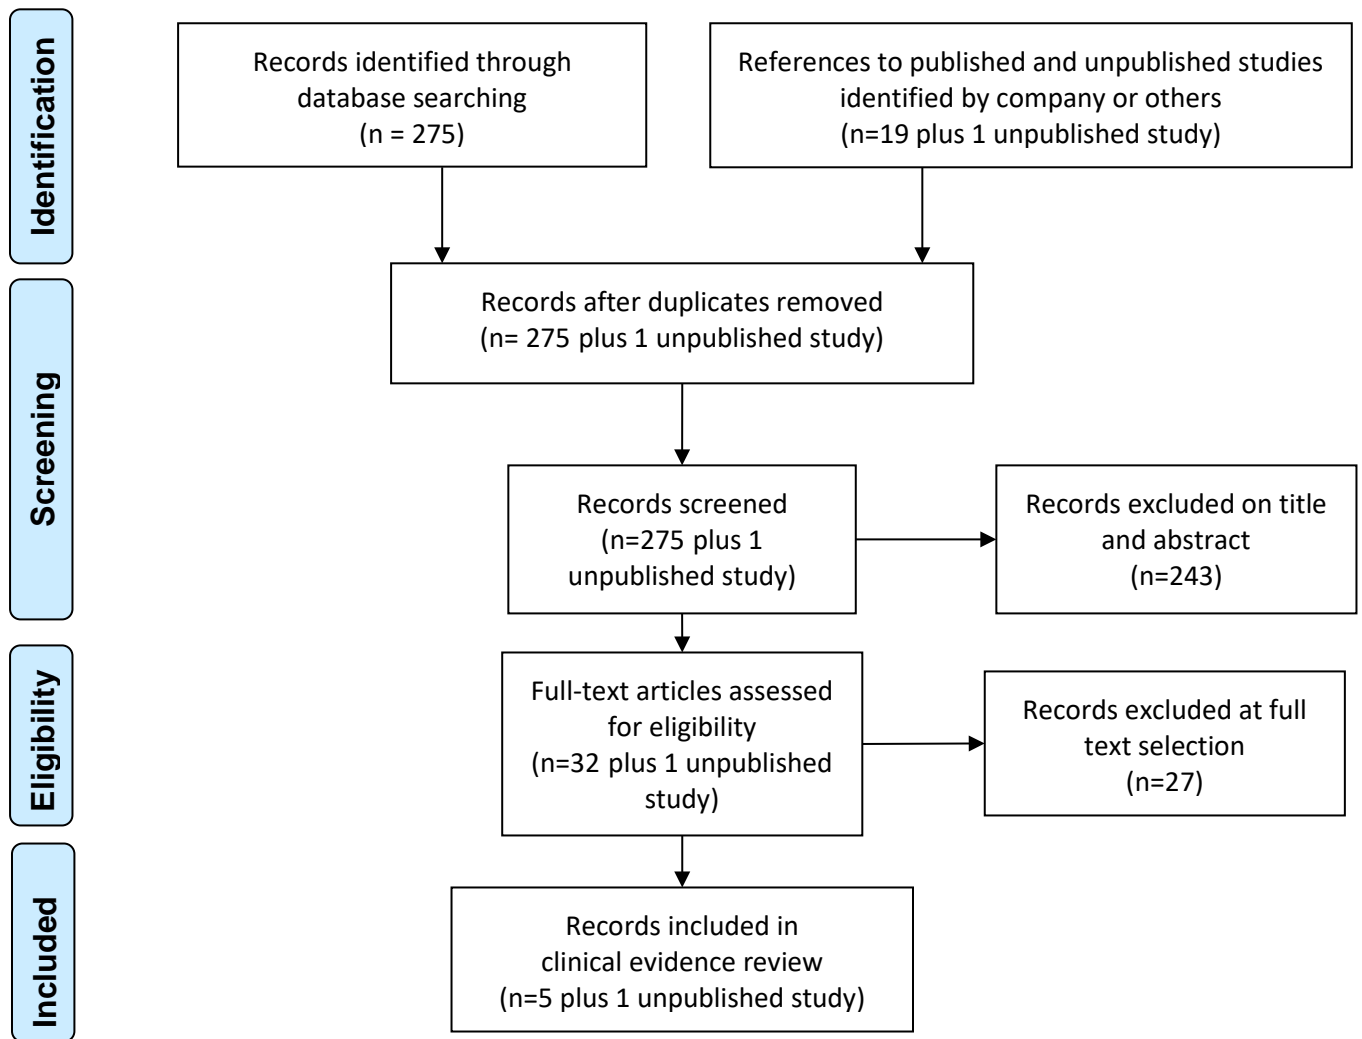 Identification
Records identified through
database searching
(n = 275)
References to published and unpublished studies
identified by company or others
(n=19 plus 1 unpublished study)
Screening
Records after duplicates removed
(n= 275 plus 1 unpublished study)
Records screened
(n=275 plus 1
unpublished study)
Records excluded on title
and abstract
(n=243)
Eligibility
Full-text articles assessed
for eligibility
(n=32 plus 1 unpublished
study)
Records excluded at full
text selection
(n=27)
Included
Records included in
clinical evidence review
(n=5 plus 1 unpublished study)